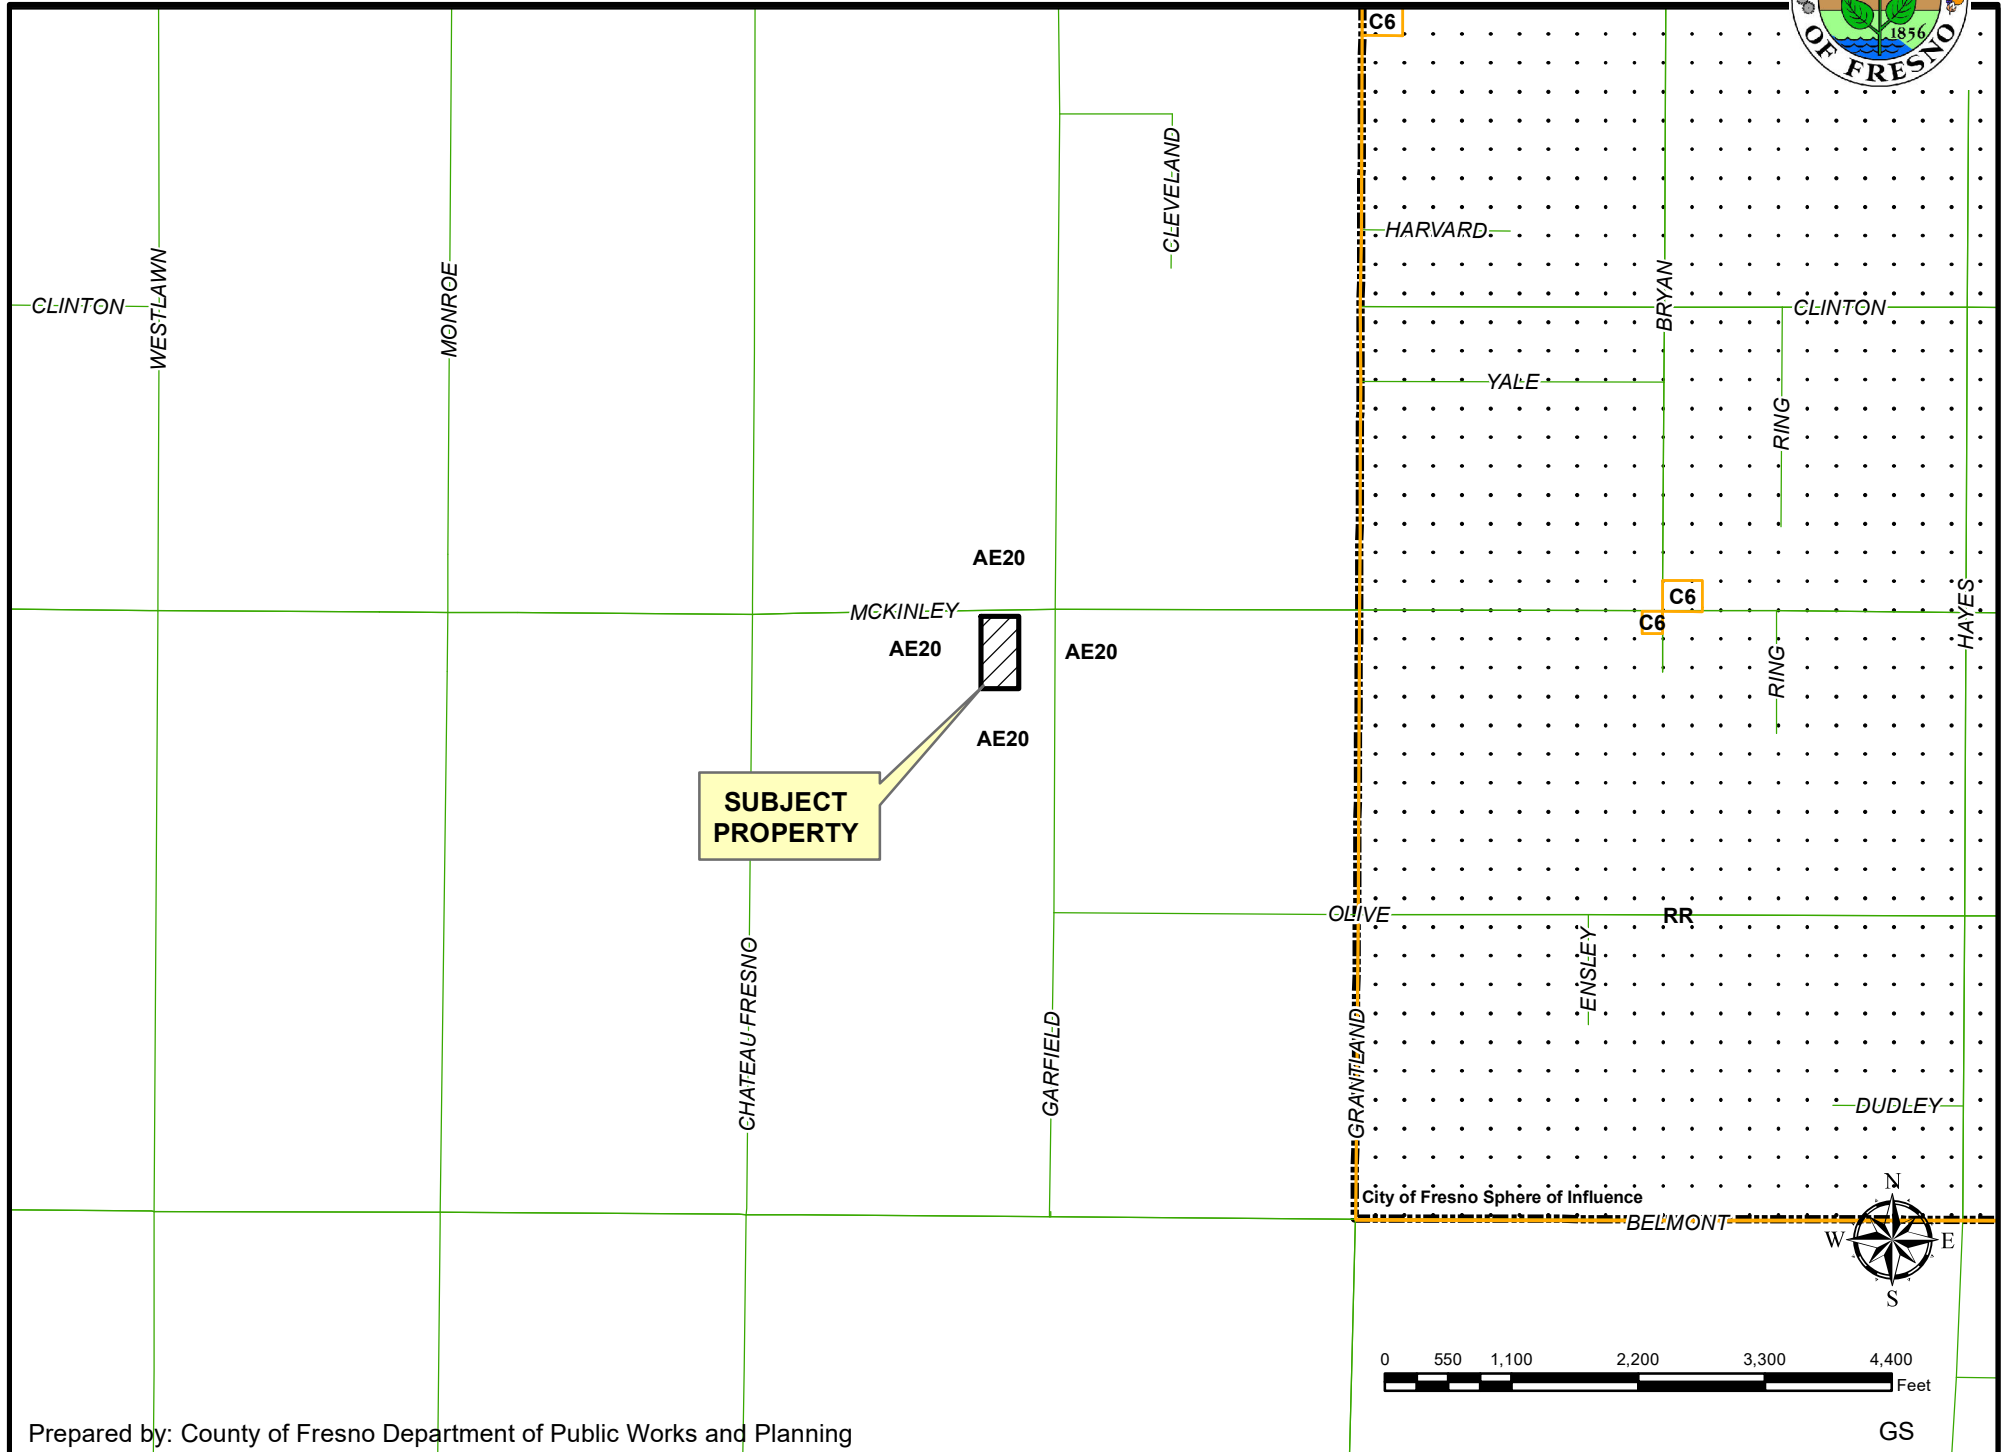 C6
1856
OF FRESNO
CLEVELAND
HARVARD
WESTLAWN
MONROE
BRYAN
CLINTON
CLINTON
YALE
RING
AE20
HAYES
C6
MCKINLEY
C6
AE20
AE20
RING
AE20
SUBJECT
PROPERTY
OLIVE
RR
ENSLEY
CHATEAU FRESNO
GARFIELD
GRANTLAND
DUDLEY
N
City of Fresno Sphere of Influence
BELMONT
W
E
S
0 550 1,100 2,200 3,300 4,400
Feet
Prepared by: County of Fresno Department of Public Works and Planning
GS